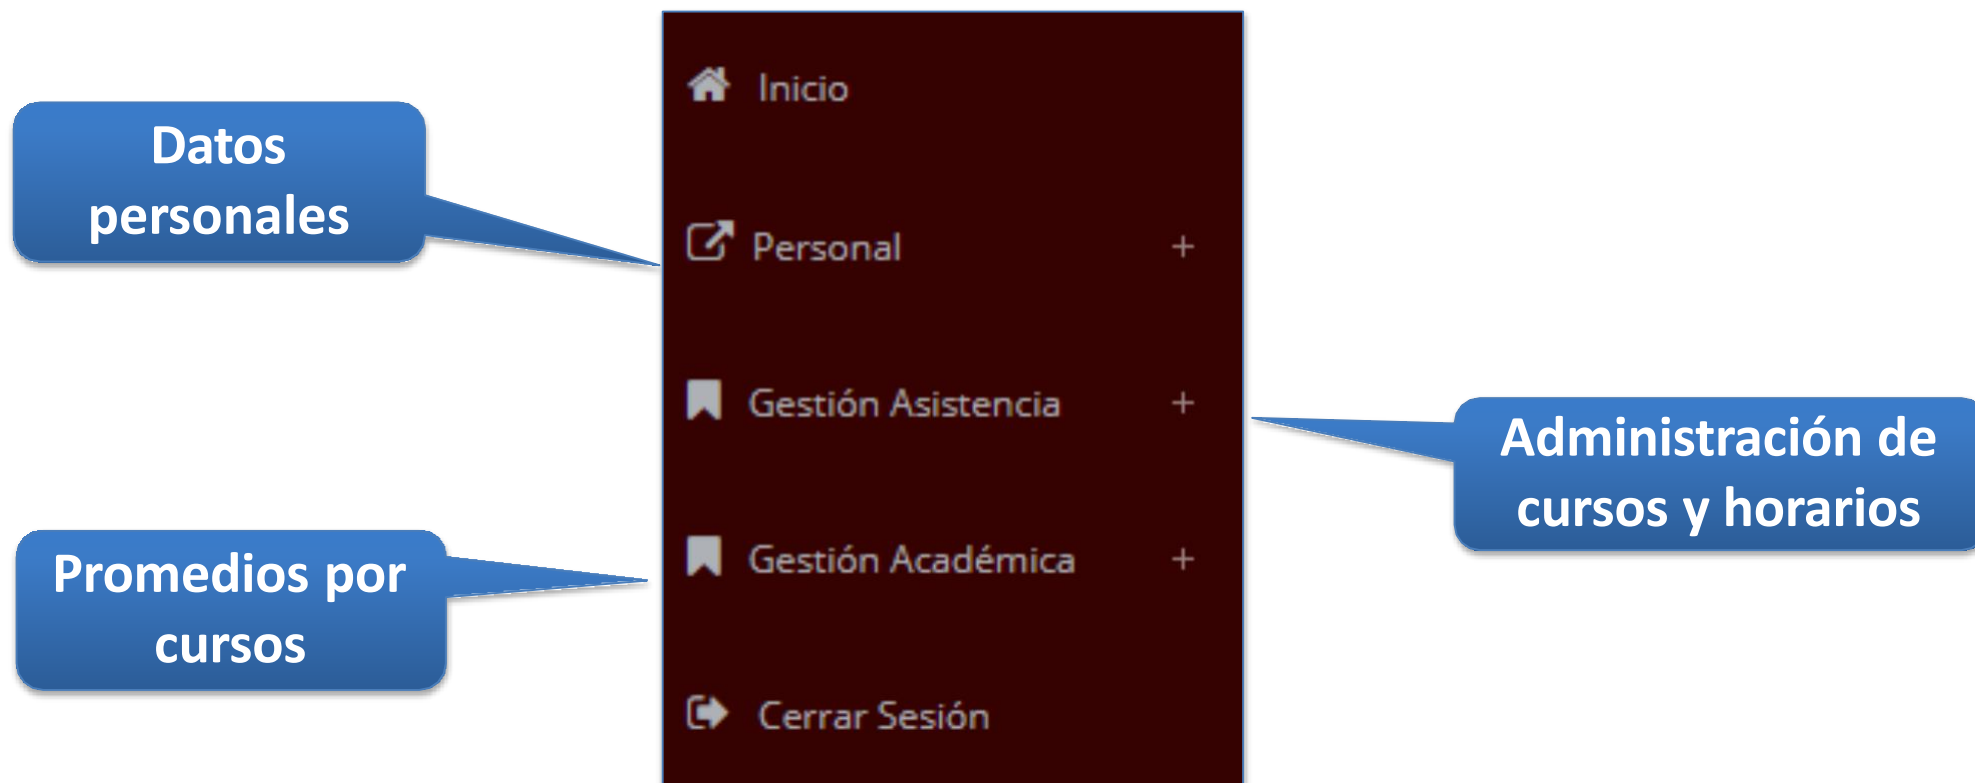 Inicio
Datos
personales
Personal +
Gestión Asistencia +
Administración de
cursos y horarios
Promedios por
cursos
Gestión Académica +
Cerrar Sesión